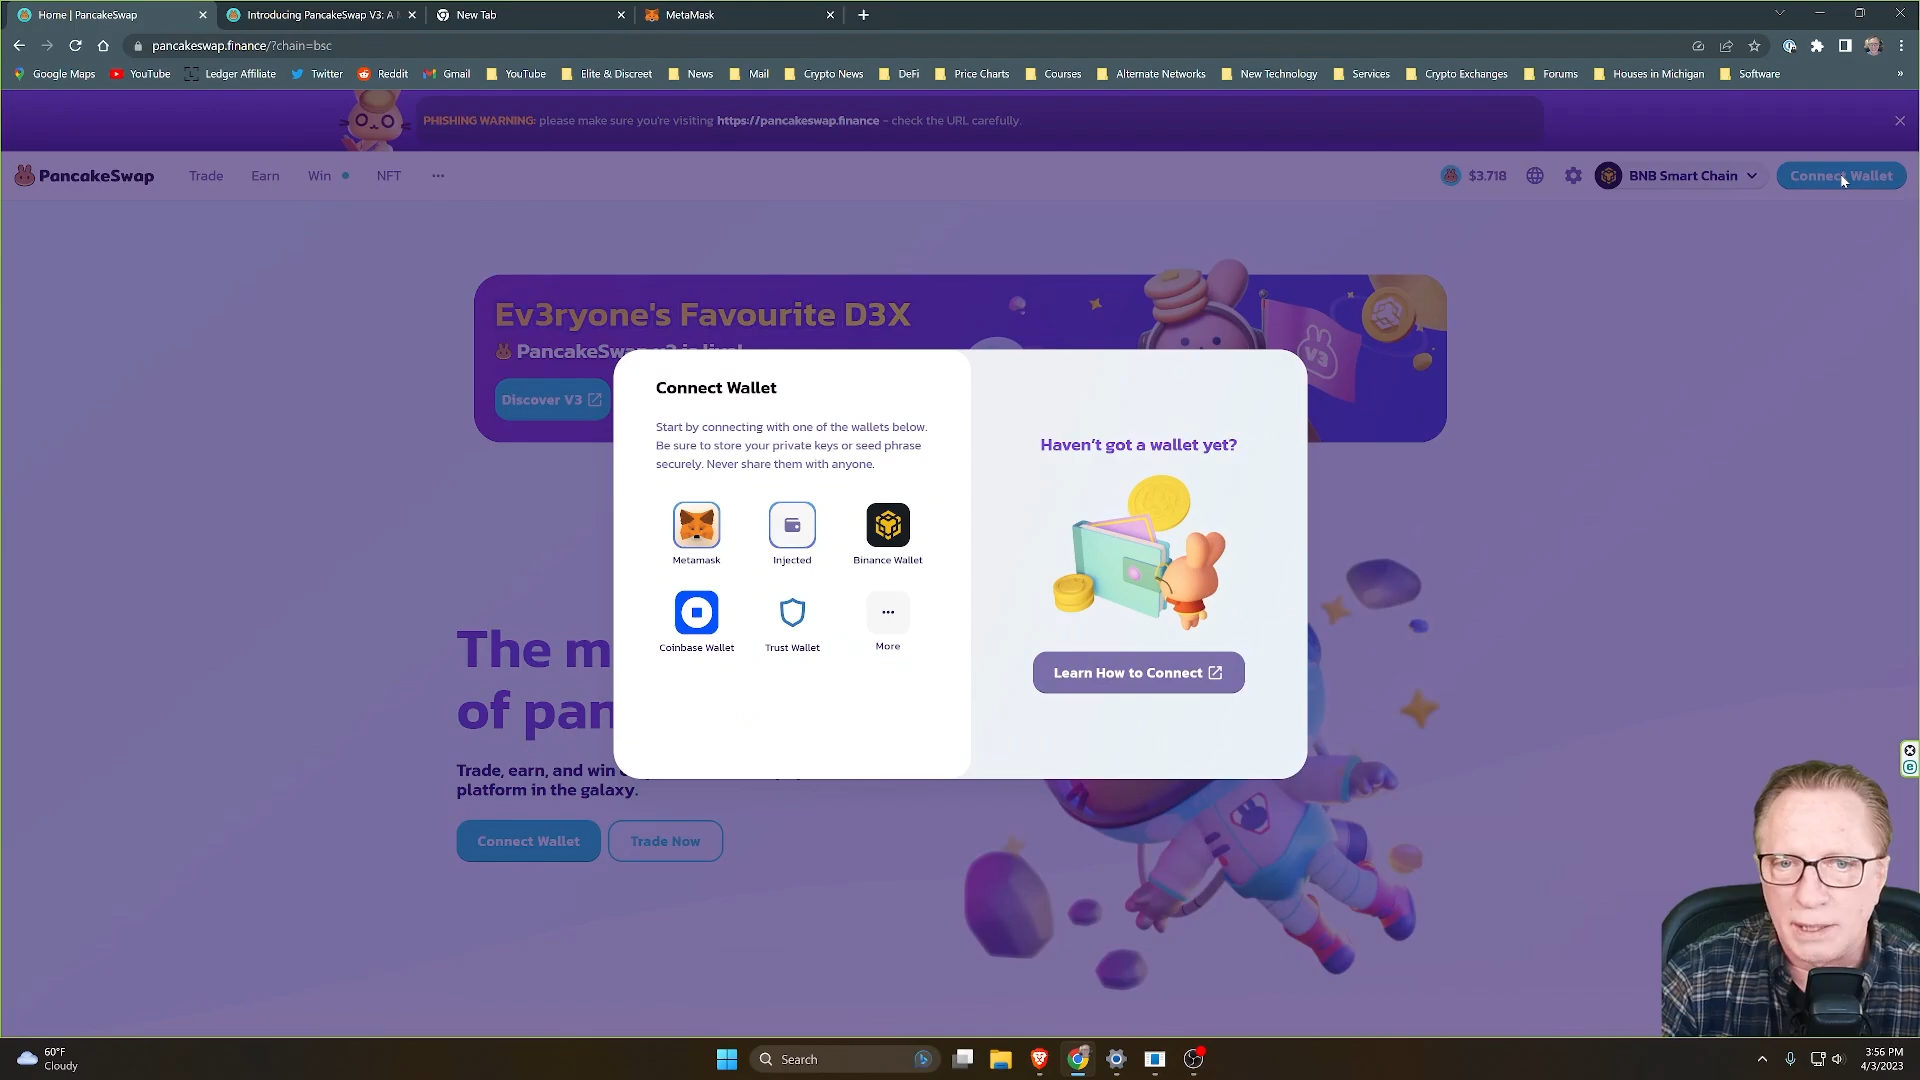 Home | PancakeSwap
Introducing PancakeSwap V3: A
New Tab
MetaMask
pancakeswap.finance/?chain=bsc
Google Maps
YouTube
Ledger Affiliate
Twitter
Reddit
Gmail
YouTube
Elite & Discreet
News
Mail
Crypto News
DeFi
Price Charts
Courses
Alternate Networks
New Technology
Services
Crypto Exchanges
Forums
Houses in Michigan
Software
»
PHISHING WARNING: please make sure you're visiting https://pancakeswap.finance - check the URL carefully.
PancakeSwap
Trade
Earn
Win
NFT
$3.718
BNB Smart Chain
Connect Wallet
Ev3ryone's Favourite D3X
PancakeSw
Discover V3
V3
Connect Wallet
Start by connecting with one of the wallets below.
Be sure to store your private keys or seed phrase
securely. Never share them with anyone.
Metamask
Injected
Binance Wallet
Coinbase Wallet
Trust Wallet
More
Haven't got a wallet yet?
Learn How to Connect
The m
of pan
Trade, earn, and win
platform in the galaxy.
Connect Wallet
Trade Now
60°F
Cloudy
Search
3:56 PM
4/3/2023